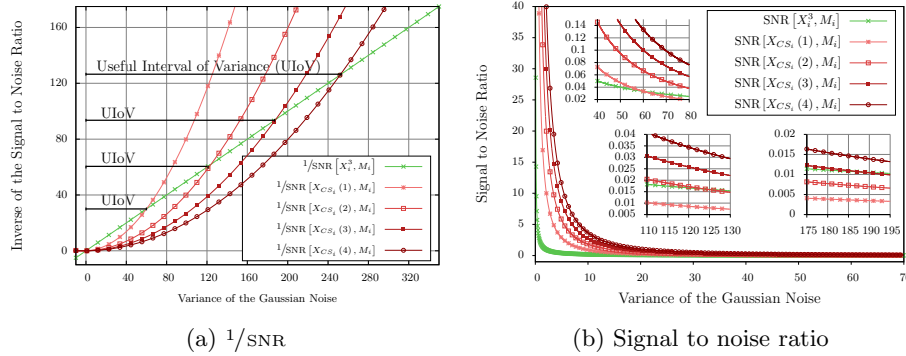 Inverse of the Signal to Noise Ratio
160
120
80
40
0
Useful Interval of Variance (UIoV)
UIoV
UIoV
UIoV
1/SNR [X_i^3, M_i]
1/SNR [X_{CS_i} (1), M_i]
1/SNR [X_{CS_i} (2), M_i]
1/SNR [X_{CS_i} (3), M_i]
1/SNR [X_{CS_i} (4), M_i]
0 40 80 120 160 200 240 280 320
Variance of the Gaussian Noise
(a) 1/SNR
Signal to Noise Ratio
40
35
30
25
20
15
10
5
0
0.14
0.12
0.1
0.08
0.06
0.04
0.02
40 50 60 70 80
SNR [X_i^3, M_i]
SNR [X_{CS_i} (1), M_i]
SNR [X_{CS_i} (2), M_i]
SNR [X_{CS_i} (3), M_i]
SNR [X_{CS_i} (4), M_i]
0.04
0.034
0.03
0.025
0.02
0.015
0.01
0.005
110 115 120 125 130
0.02
0.016
0.012
0.008
0.004
0
175 180 185 190 195
0 10 20 30 40 50 60 70
Variance of the Gaussian Noise
(b) Signal to noise ratio